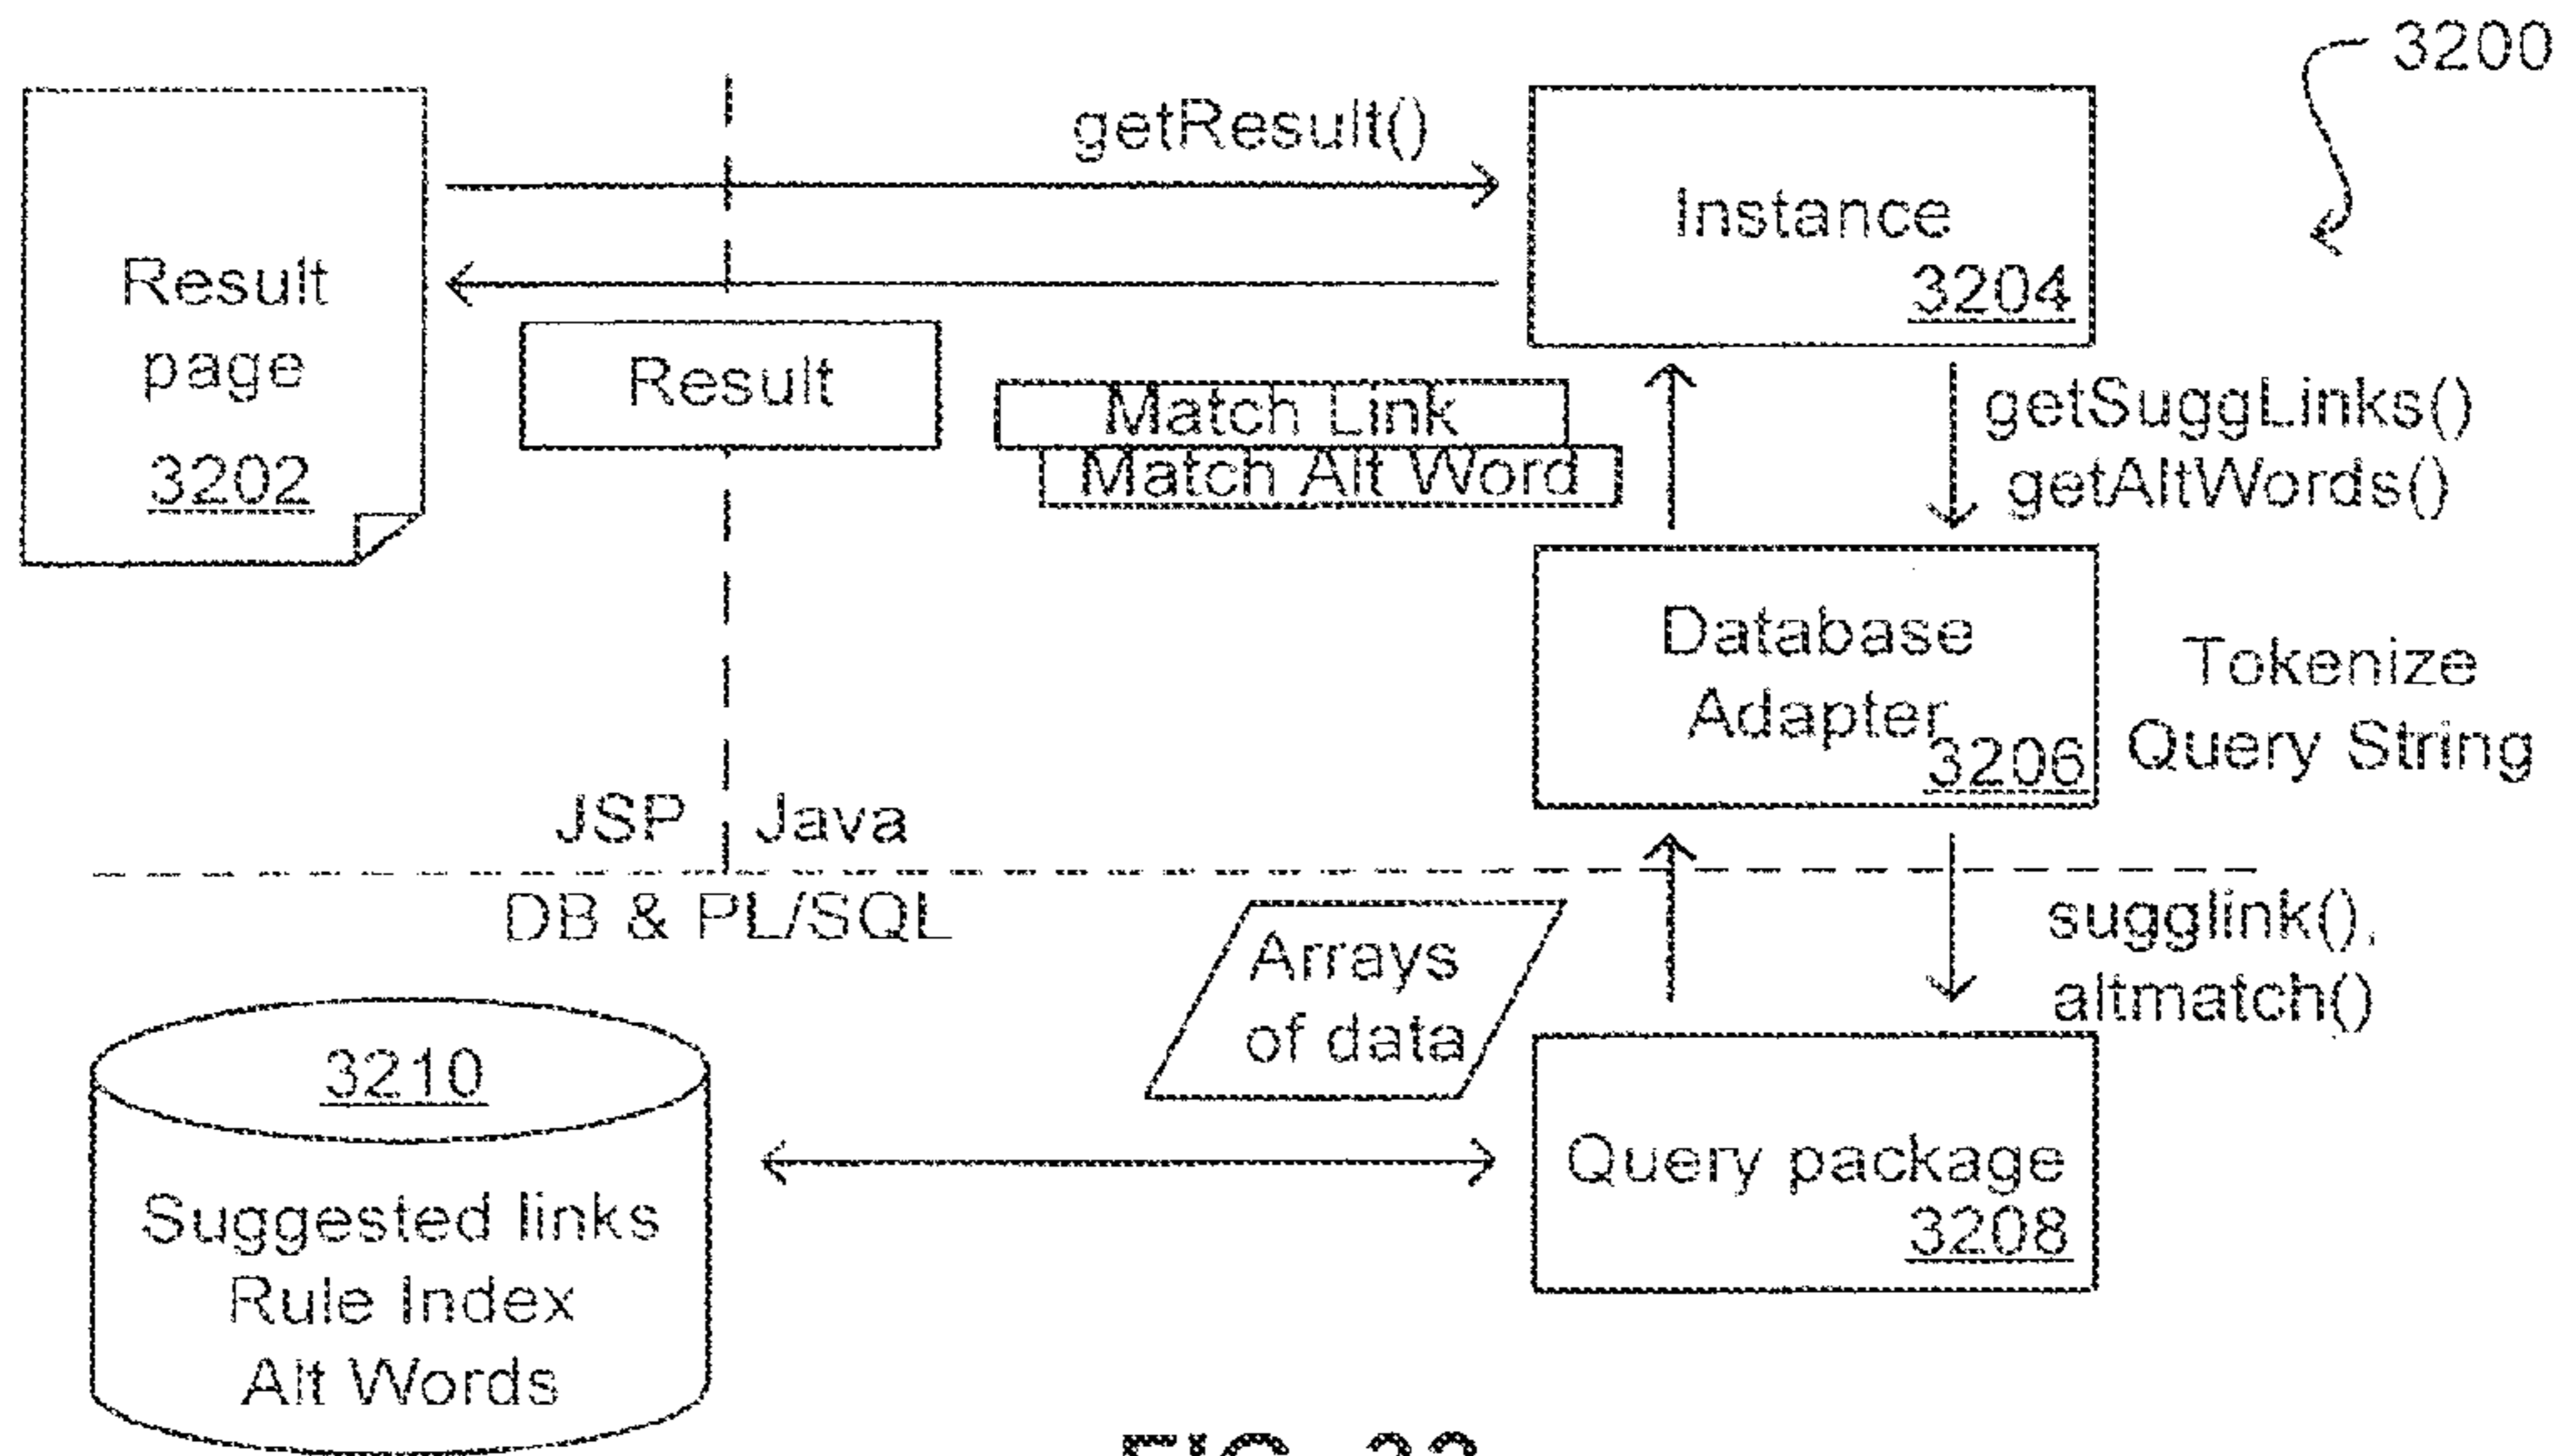 3200
getResult()
Result
page
3202
Instance
3204
Result
Match Link
Match Alt Word
getSuggLinks()
getAltWords()
Database
Adapter
3206
Tokenize
Query String
JSP
Java
DB & PL/SQL
Arrays
of data
sugglink(),
altmatch()
3210
Suggested links
Rule Index
Alt Words
Query package
3208